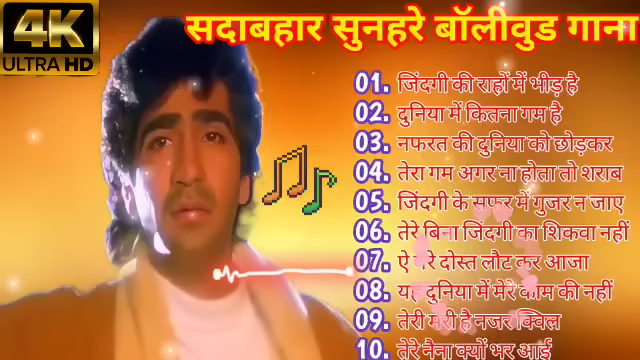 4K
ULTRA HD
सदाबहार सुनहरे बॉलीवुड गाना
01. जिंदगी की राहों में भीड़ है
02. दुनिया में कितना गम है
03. नफरत की दुनिया को छोड़कर
04. तेरा गम अगर ना होता तो शराब
05. जिंदगी के सफर में गुजर न जाए
06. तेरे बिना जिंदगी का शिकवा नहीं
07. ऐ मेरे दोस्त लौट कर आजा
08. यह दुनिया में मेरे काम की नहीं
09. तेरी मेरी है नजर क्विल
10. तेरे नैना क्यों भर आई